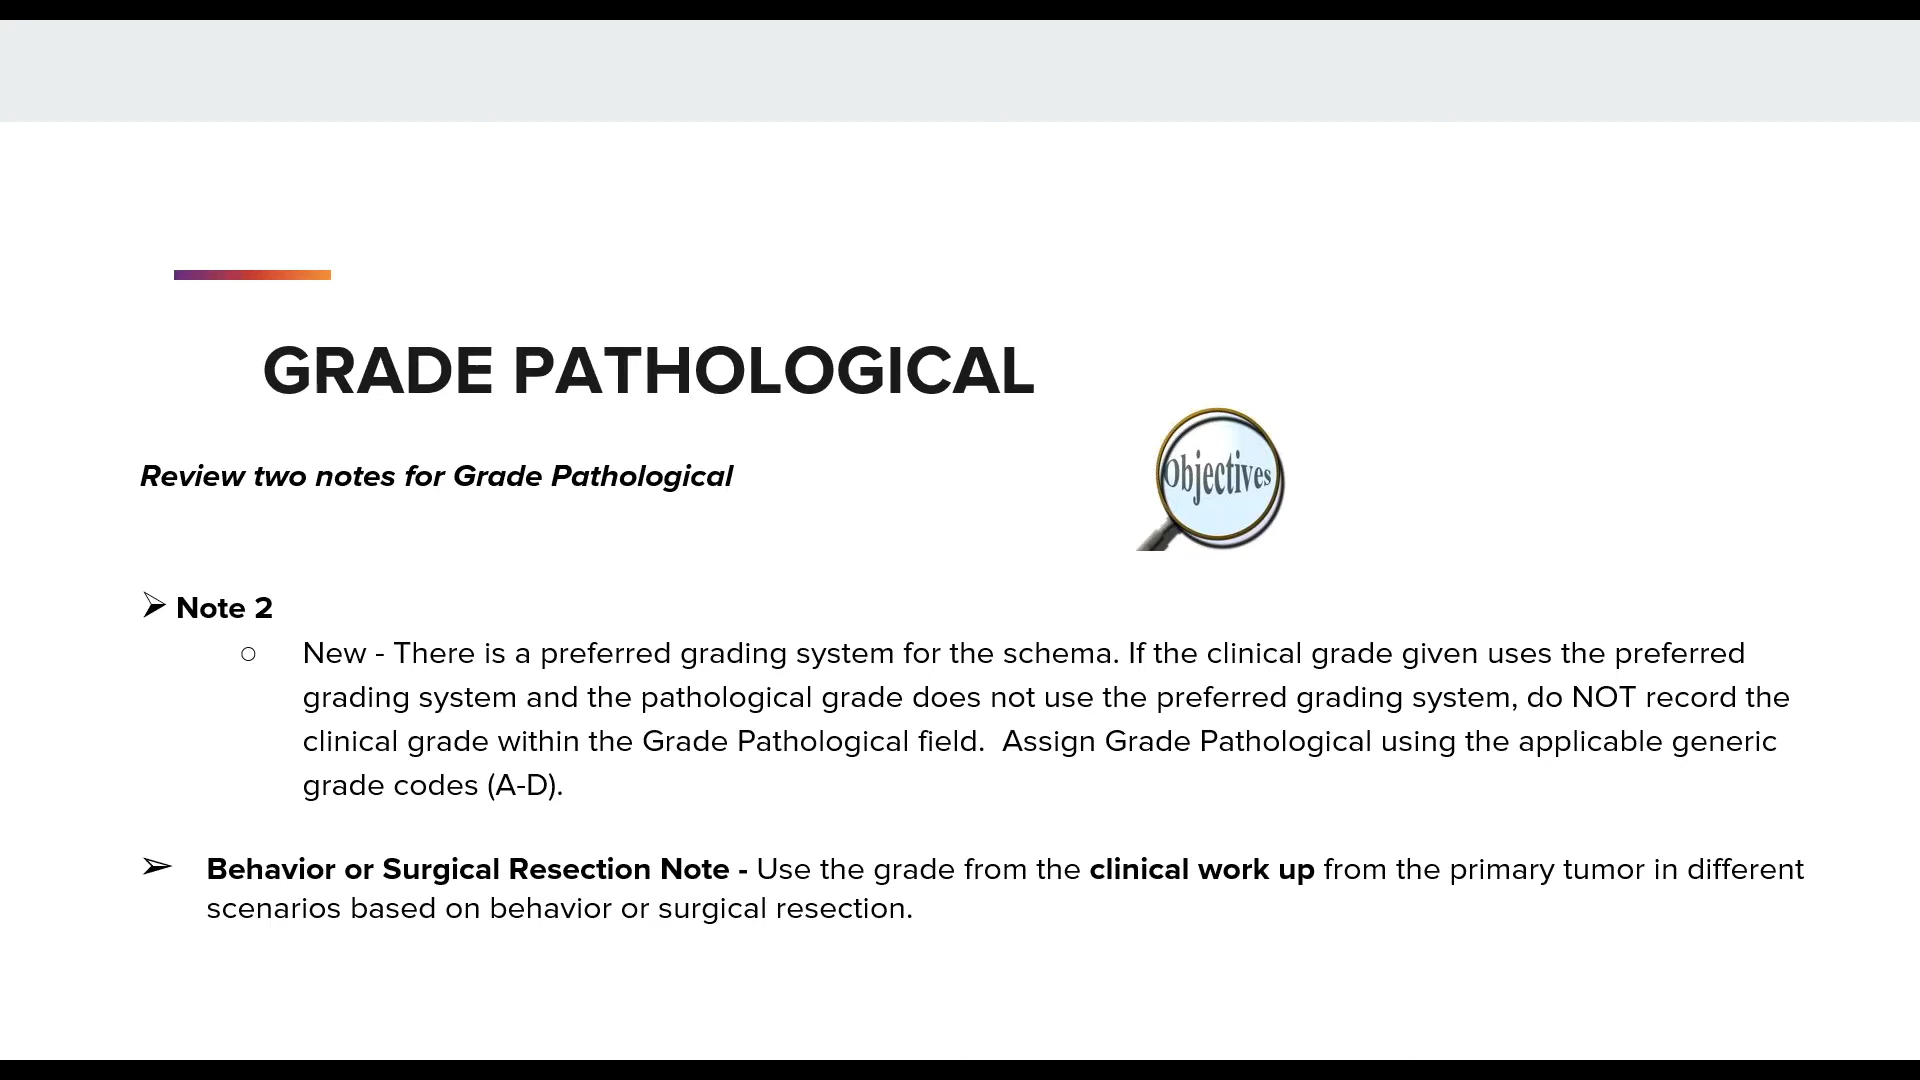 GRADE PATHOLOGICAL
Objectives
Review two notes for Grade Pathological
➢ Note 2
○ New - There is a preferred grading system for the schema. If the clinical grade given uses the preferred
grading system and the pathological grade does not use the preferred grading system, do NOT record the
clinical grade within the Grade Pathological field.  Assign Grade Pathological using the applicable generic
grade codes (A-D).
➢ Behavior or Surgical Resection Note - Use the grade from the clinical work up from the primary tumor in different
scenarios based on behavior or surgical resection.